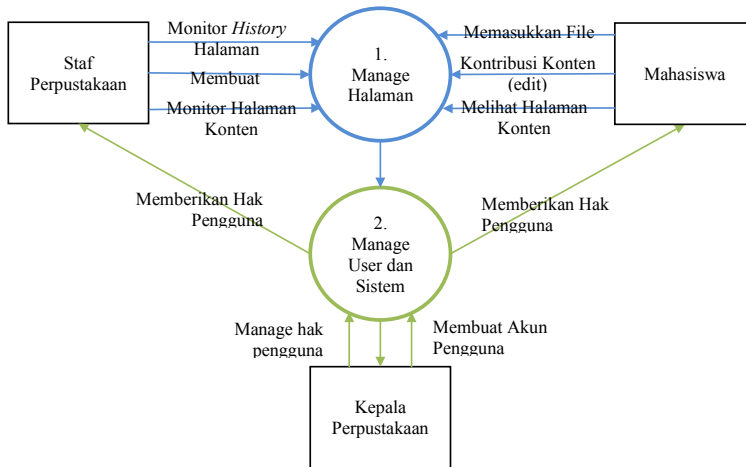 Staf
Perpustakaan
Monitor History
Halaman
Membuat
Monitor Halaman
Konten
1.
Manage
Halaman
Memasukkan File
Kontribusi Konten
(edit)
Melihat Halaman
Konten
Mahasiswa
Memberikan Hak
Pengguna
2.
Manage
User dan
Sistem
Memberikan Hak
Pengguna
Manage hak
pengguna
Membuat Akun
Pengguna
Kepala
Perpustakaan